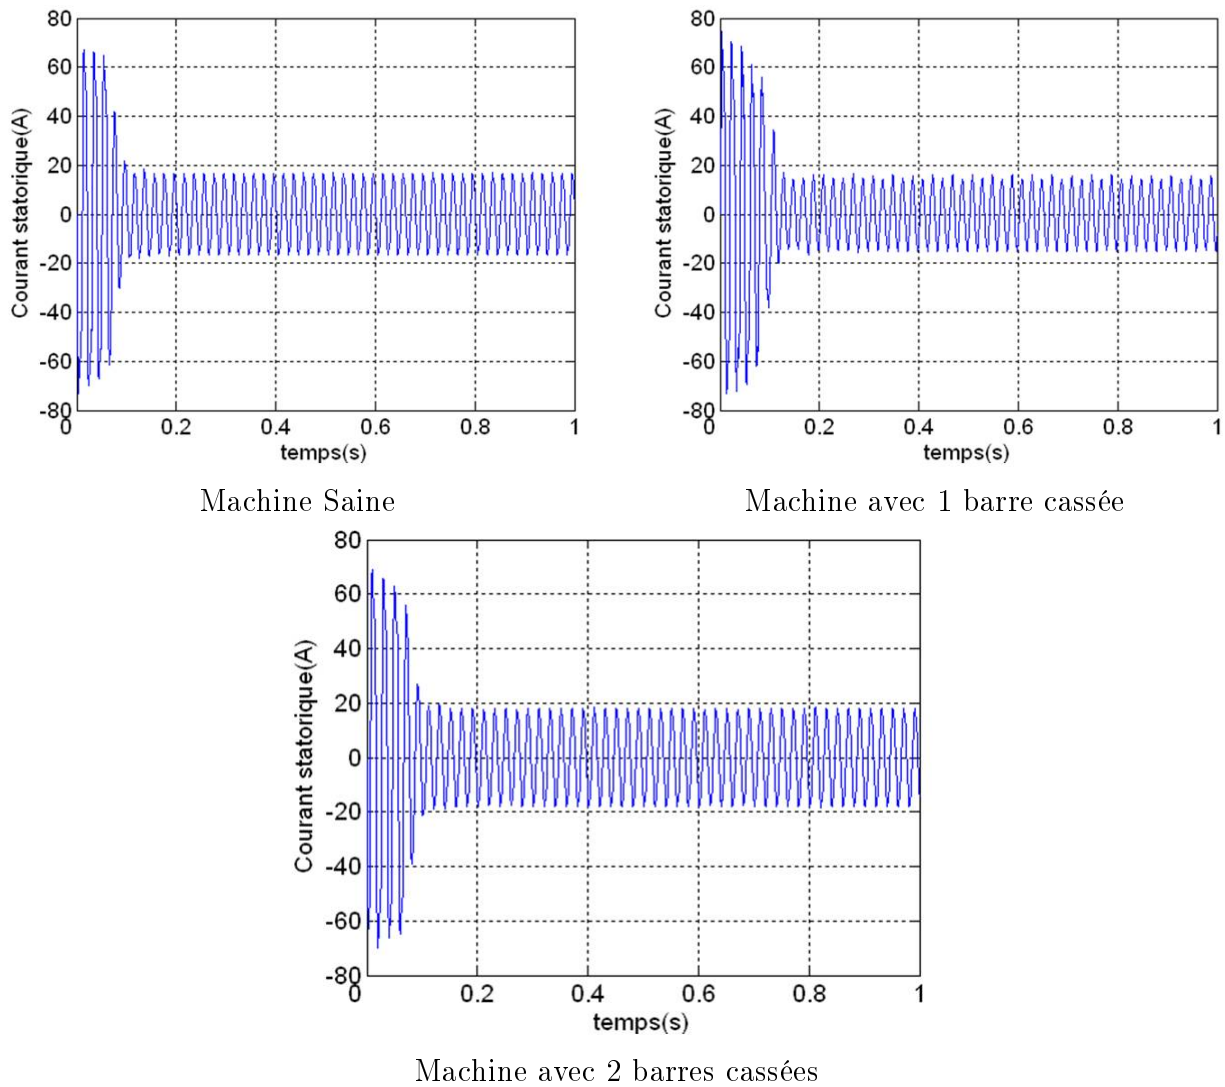 80
60
40
20
0
-20
-40
-60
-80
Courant statorique(A)
0 0.2 0.4 0.6 0.8 1
temps(s)
Machine Saine
80
60
40
20
0
-20
-40
-60
-80
Courant statorique(A)
0 0.2 0.4 0.6 0.8 1
temps(s)
Machine avec 1 barre cassée
80
60
40
20
0
-20
-40
-60
-80
Courant statorique(A)
0 0.2 0.4 0.6 0.8 1
temps(s)
Machine avec 2 barres cassées